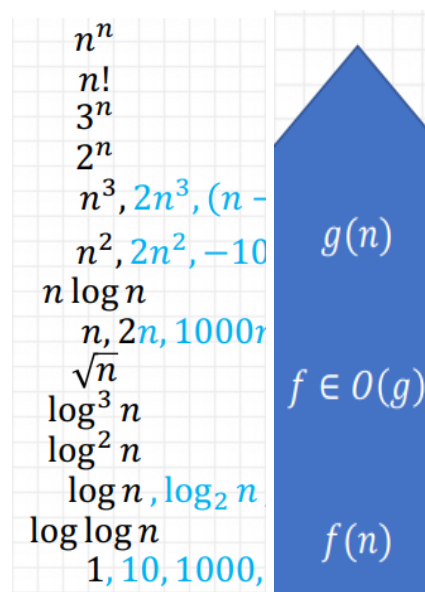 nⁿ
n!
3ⁿ
2ⁿ
n³, 2n³, (n −
n², 2n², −10
n log n
n, 2n, 1000n
√n
log³ n
log² n
log n , log₂ n
log log n
1, 10, 1000,
g(n)
f ∈ O(g)
f(n)